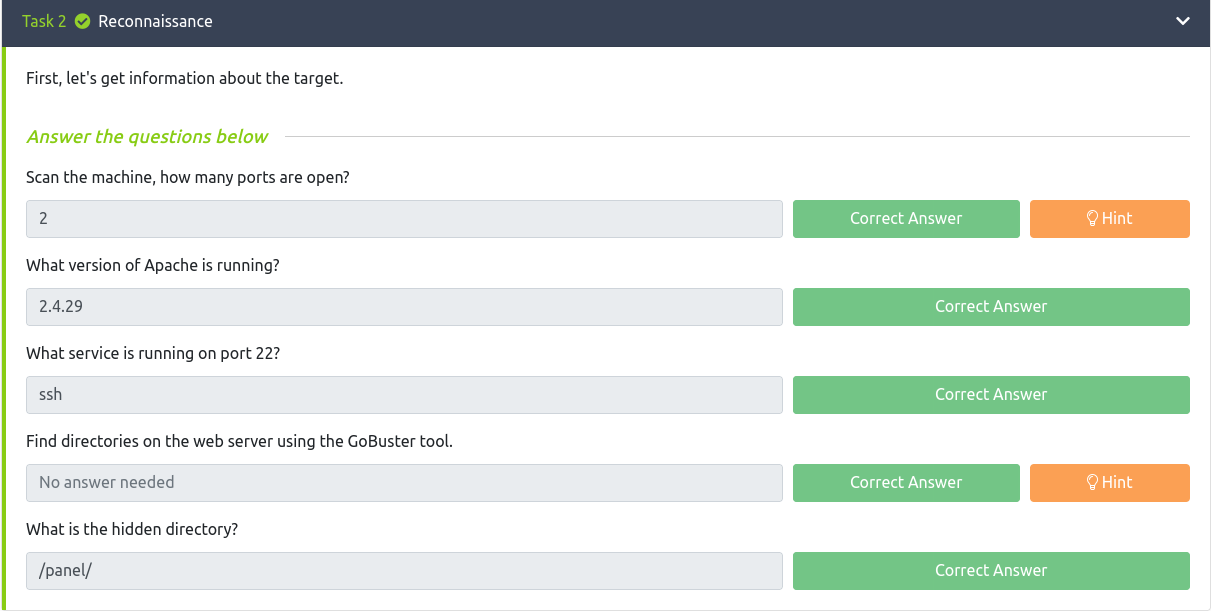 Task 2 Reconnaissance
First, let's get information about the target.
Answer the questions below
Scan the machine, how many ports are open?
2 Correct Answer Hint
What version of Apache is running?
2.4.29 Correct Answer
What service is running on port 22?
ssh Correct Answer
Find directories on the web server using the GoBuster tool.
No answer needed Correct Answer Hint
What is the hidden directory?
/panel/ Correct Answer